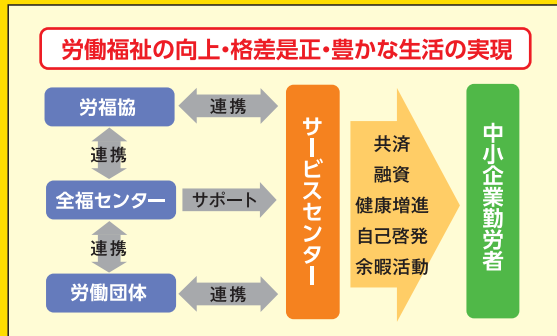 労働福祉の向上・格差是正・豊かな生活の実現
労福協
連携
サービスセンター
共済
融資
健康増進
自己啓発
余暇活動
中小企業勤労者
連携
全福センター
サポート
連携
労働団体
連携